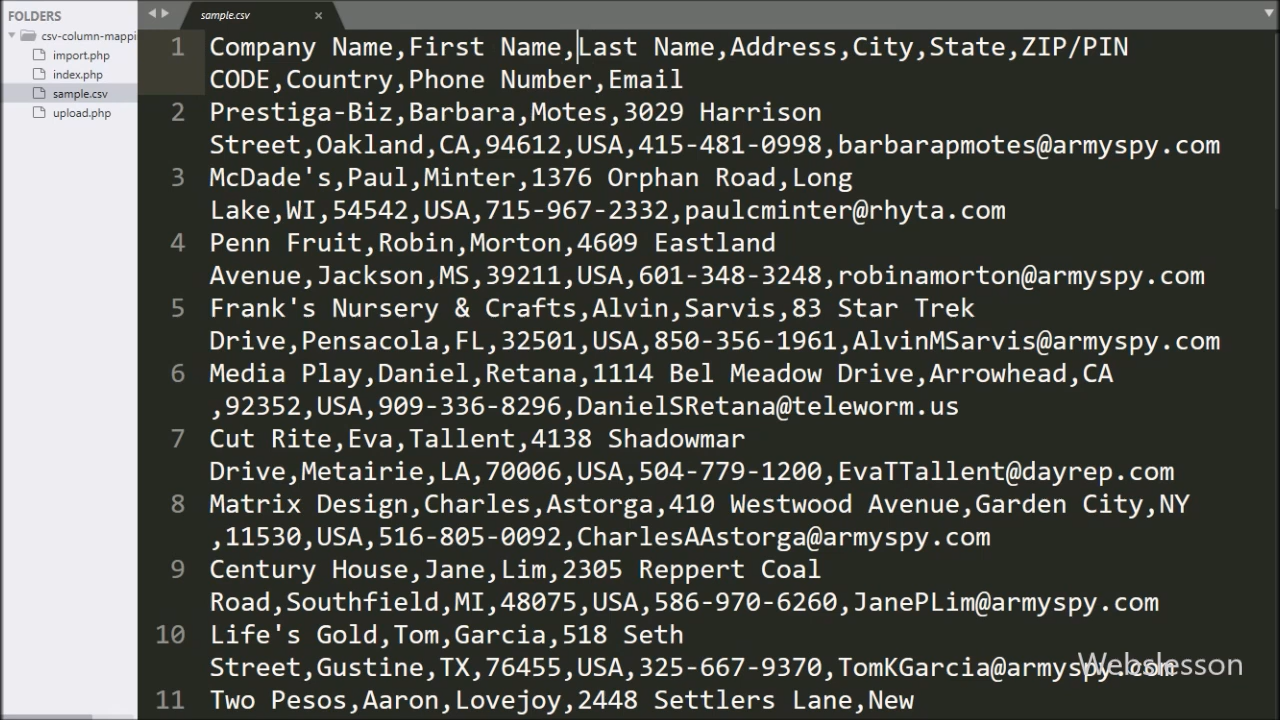 FOLDERS
csv-column-mappi
import.php
index.php
sample.csv
upload.php
sample.csv
1 Company Name,First Name,Last Name,Address,City,State,ZIP/PIN
CODE,Country,Phone Number,Email
2 Prestiga-Biz,Barbara,Motes,3029 Harrison
Street,Oakland,CA,94612,USA,415-481-0998,barbarapmotes@armyspy.com
3 McDade's,Paul,Minter,1376 Orphan Road,Long
Lake,WI,54542,USA,715-967-2332,paulcminter@rhyta.com
4 Penn Fruit,Robin,Morton,4609 Eastland
Avenue,Jackson,MS,39211,USA,601-348-3248,robinamorton@armyspy.com
5 Frank's Nursery & Crafts,Alvin,Sarvis,83 Star Trek
Drive,Pensacola,FL,32501,USA,850-356-1961,AlvinMSarvis@armyspy.com
6 Media Play,Daniel,Retana,1114 Bel Meadow Drive,Arrowhead,CA
,92352,USA,909-336-8296,DanielSRetana@teleworm.us
7 Cut Rite,Eva,Tallent,4138 Shadowmar
Drive,Metairie,LA,70006,USA,504-779-1200,EvaTTallent@dayrep.com
8 Matrix Design,Charles,Astorga,410 Westwood Avenue,Garden City,NY
,11530,USA,516-805-0092,CharlesAAstorga@armyspy.com
9 Century House,Jane,Lim,2305 Reppert Coal
Road,Southfield,MI,48075,USA,586-970-6260,JanePLim@armyspy.com
10 Life's Gold,Tom,Garcia,518 Seth
Street,Gustine,TX,76455,USA,325-667-9370,TomKGarcia@armyspy.com
Webslesson
11 Two Pesos,Aaron,Lovejoy,2448 Settlers Lane,New